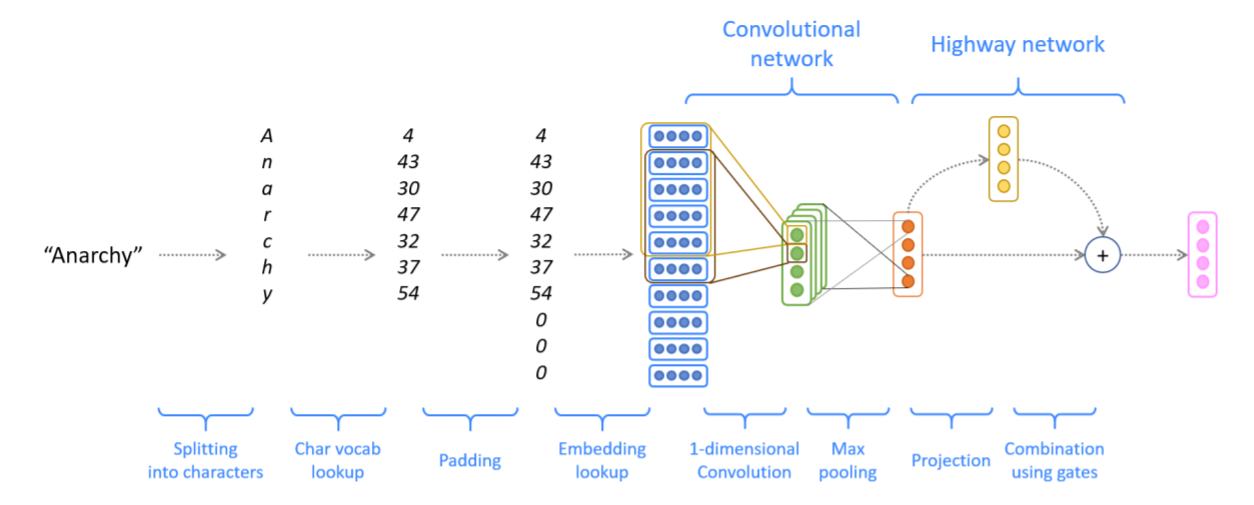 Convolutional
network
Highway network
A 4 4
n 43 43
a 30 30
r 47 47
c 32 32
"Anarchy"
h 37 37
y 54 54
0
0
0
+
Splitting
into characters
Char vocab
lookup
Padding
Embedding
lookup
1-dimensional
Convolution
Max
pooling
Projection
Combination
using gates